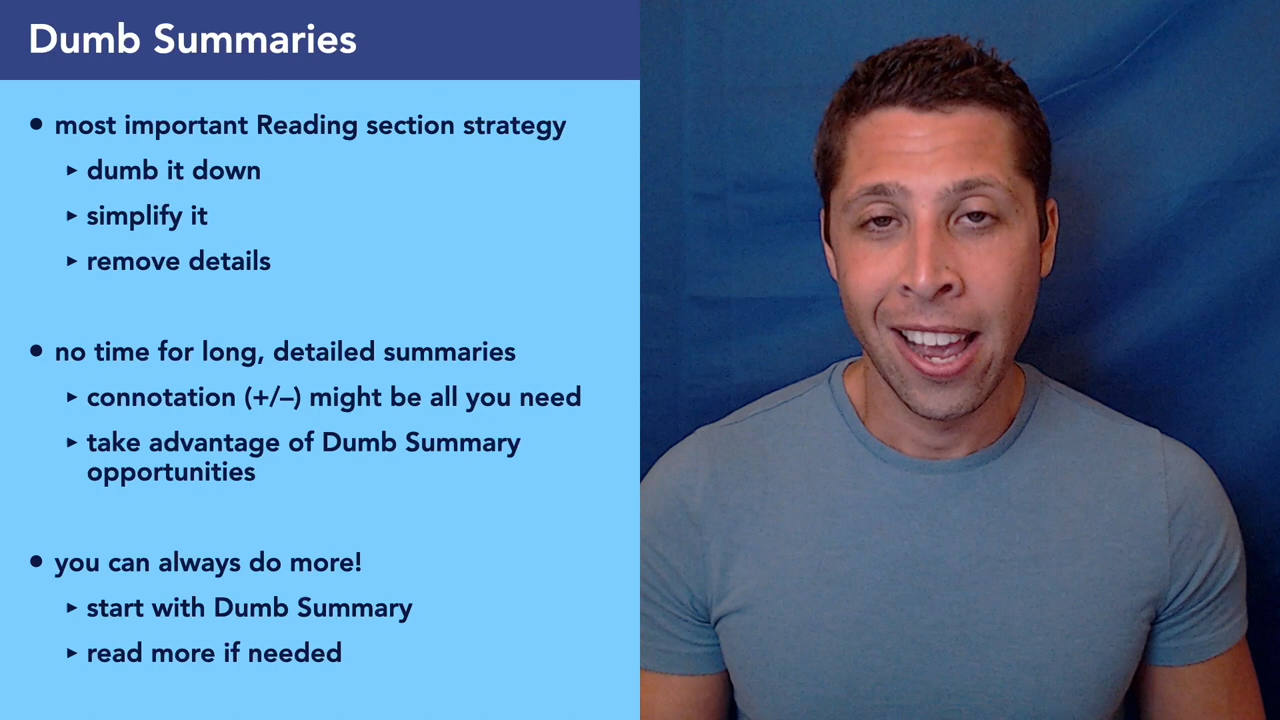 Dumb Summaries
• most important Reading section strategy
▸ dumb it down
▸ simplify it
▸ remove details
• no time for long, detailed summaries
▸ connotation (+/–) might be all you need
▸ take advantage of Dumb Summary
opportunities
• you can always do more!
▸ start with Dumb Summary
▸ read more if needed